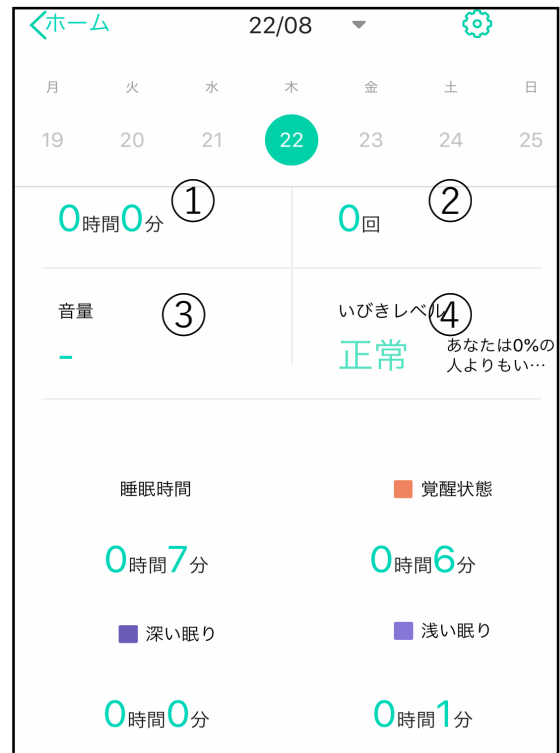 ホーム 22/08
月 火 水 木 金 土 日
19 20 21 22 23 24 25
0時間0分 ① 0回 ②
音量 ③ いびきレベル ④
- 正常 あなたは0%の
人よりもい…
睡眠時間 覚醒状態
0時間7分 0時間6分
深い眠り 浅い眠り
0時間0分 0時間1分